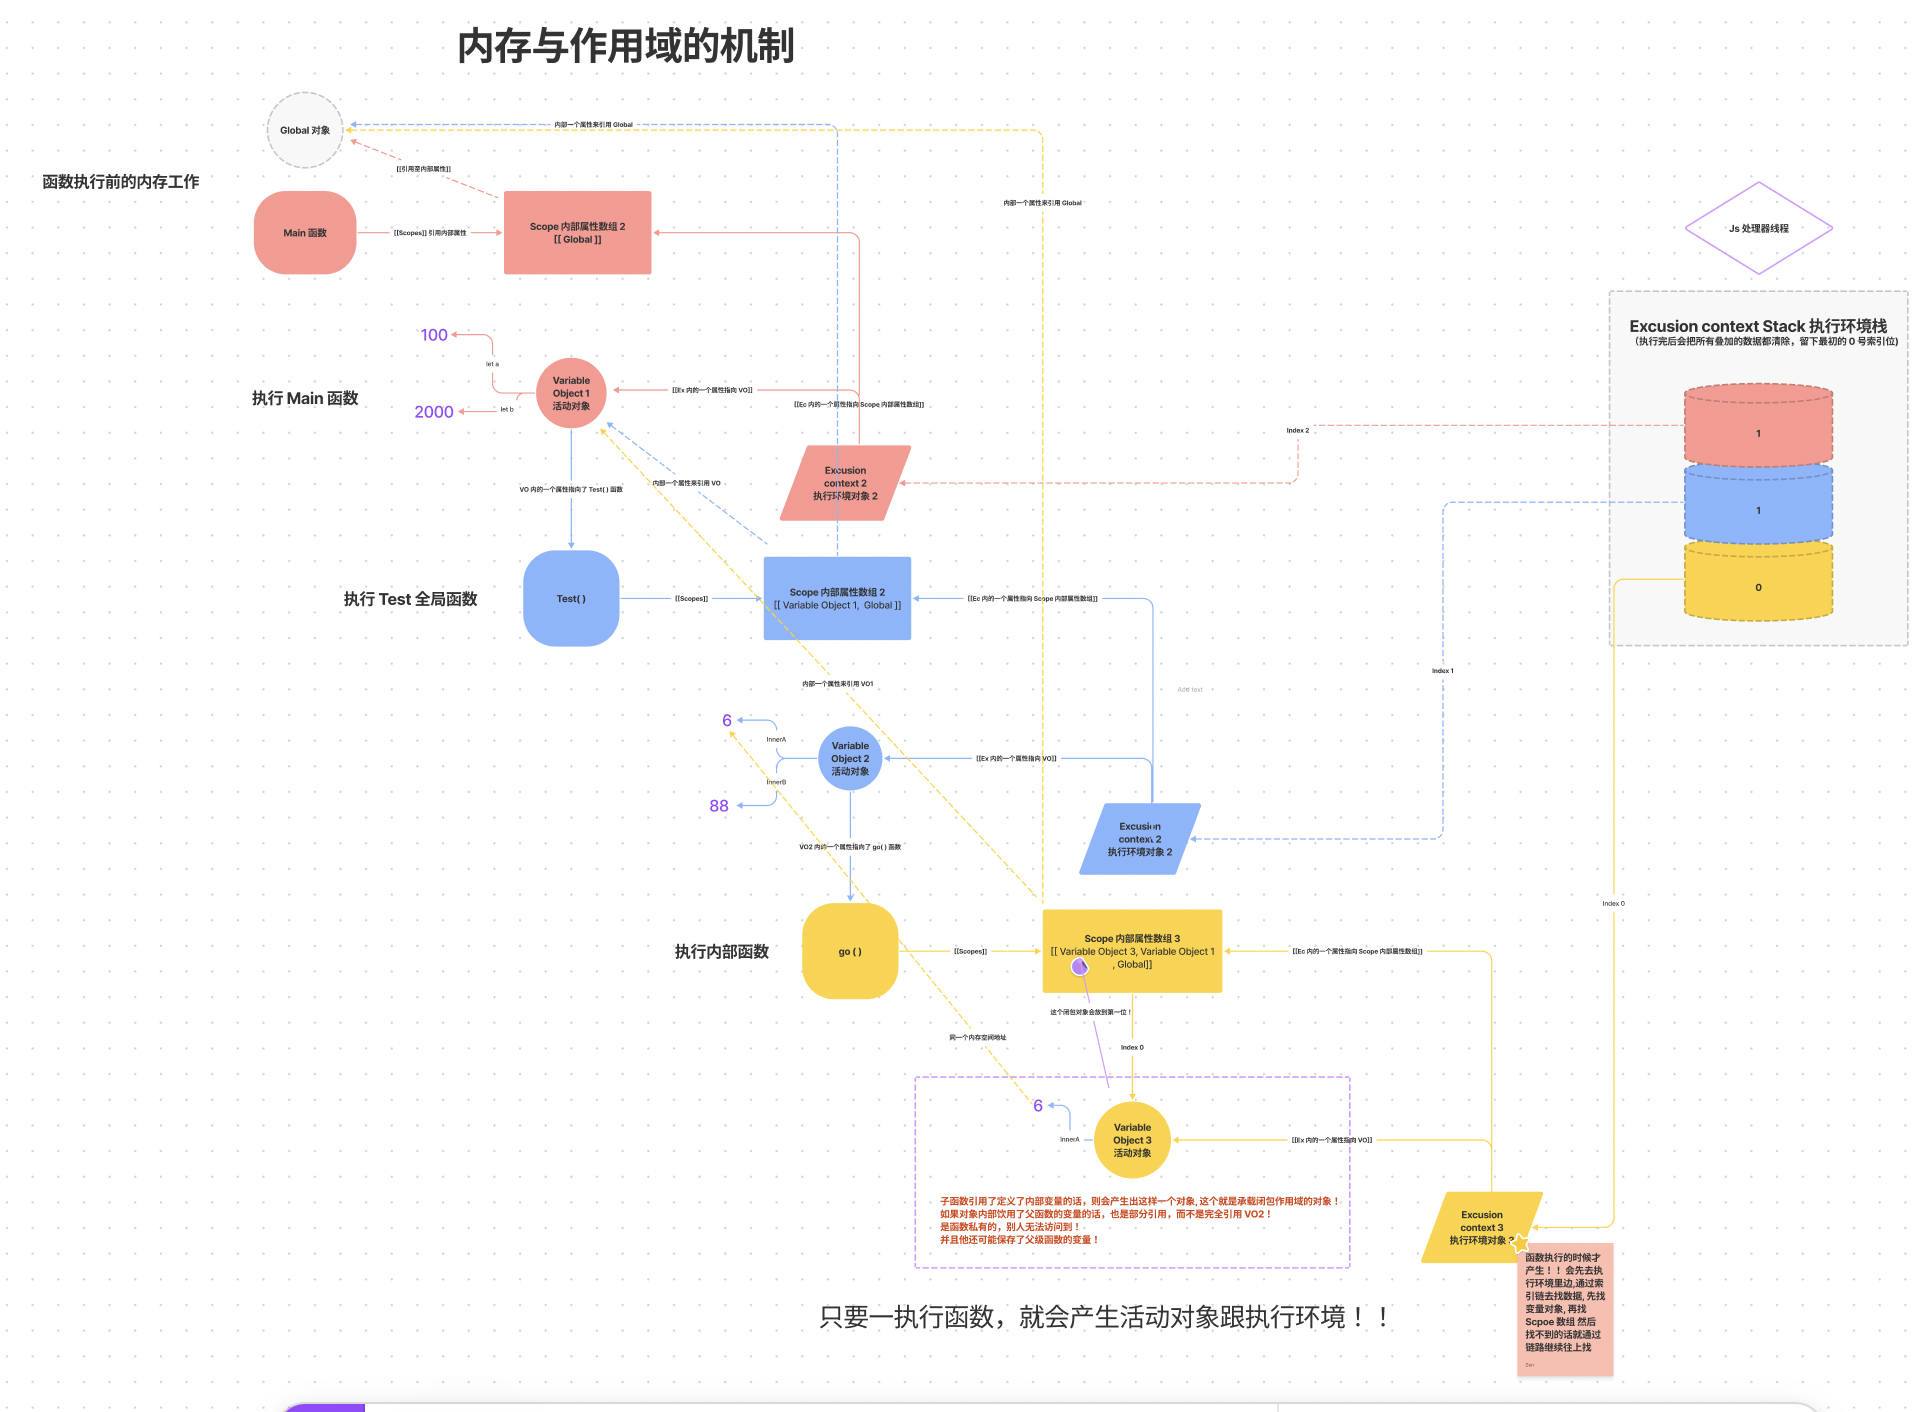 内存与作用域的机制
Global 对象
内部一个属性来引用 Global
[[引用至内部属性]]
函数执行前的内存工作
内部一个属性来引用 Global
Main 函数
[[Scopes]] 引用内部属性
Scope 内部属性数组 2
[[ Global ]]
Js 处理器线程
Excusion context Stack 执行环境栈
（执行完后会把所有叠加的数据都清除，留下最初的 0 号索引位)
100
let a
执行 Main 函数
Variable
Object 1
活动对象
[[Ex 内的一个属性指向 VO]]
[[Ec 内的一个属性指向 Scope 内部属性数组]]
2000
let b
Index 2
1
VO 内的一个属性指向了 Test( ) 函数
内部一个属性来引用 VO
Excusion
context 2
执行环境对象 2
1
执行 Test 全局函数
Test( )
[[Scopes]]
Scope 内部属性数组 2
[[ Variable Object 1,  Global ]]
[[Ec 内的一个属性指向 Scope 内部属性数组]]
0
Index 1
内部一个属性来引用 VO1
Add text
6
InnerA
Variable
Object 2
活动对象
[[Ex 内的一个属性指向 VO]]
InnerB
88
Excusion
context 2
执行环境对象 2
VO2 内的一个属性指向了 go( ) 函数
Index 0
执行内部函数
go ( )
[[Scopes]]
Scope 内部属性数组 3
[[ Variable Object 3, Variable Object 1
, Global]]
[[Ec 内的一个属性指向 Scope 内部属性数组]]
这个闭包对象会放到第一位！
同一个内存空间地址
Index 0
6
InnerA
Variable
Object 3
活动对象
[[Ex 内的一个属性指向 VO]]
子函数引用了定义了内部变量的话，则会产生出这样一个对象, 这个就是承载闭包作用域的对象！
如果对象内部饮用了父函数的变量的话，也是部分引用，而不是完全引用 VO2！
是函数私有的，别人无法访问到！
并且他还可能保存了父级函数的变量！
Excusion
context 3
执行环境对象 3
函数执行的时候才
产生！！ 会先去执
行环境里边,通过索
引链去找数据, 先找
变量对象, 再找
Scpoe 数组 然后
找不到的话就通过
链路继续往上找
只要一执行函数，就会产生活动对象跟执行环境！！